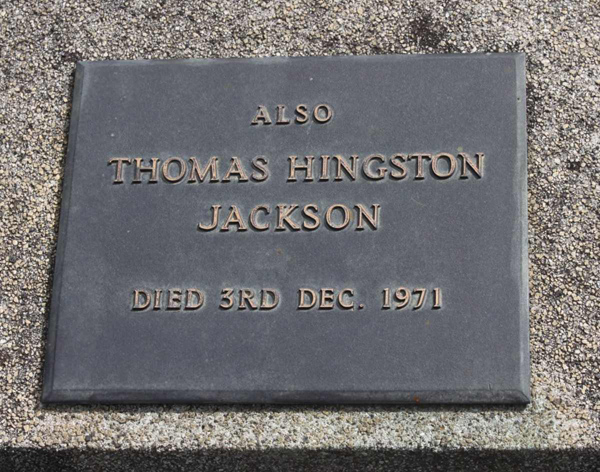 ALSO
THOMAS HINGSTON
JACKSON
DIED 3RD DEC. 1971